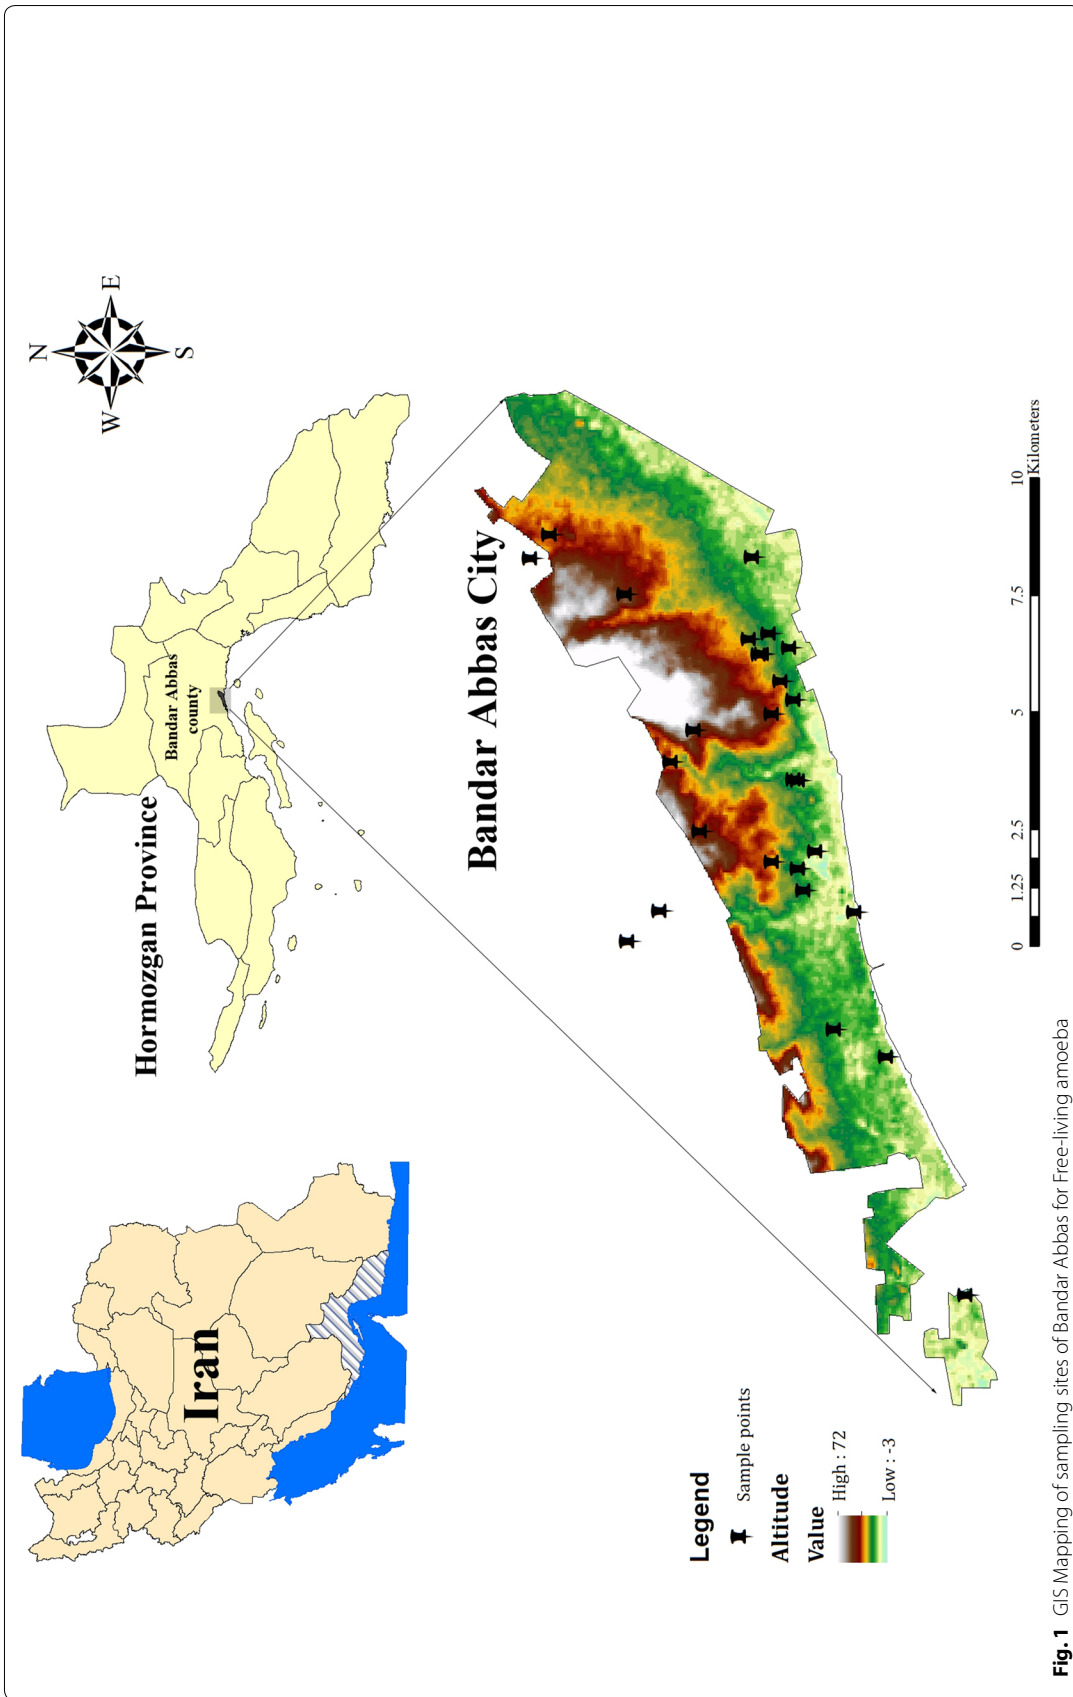 Iran
Hormozgan Province
Bandar Abbas
county
N
W
E
S
Bandar Abbas City
Legend
Sample points
Altitude
Value
High : 72
Low : -3
0
1.25
2.5
5
7.5
10
Kilometers
Fig. 1 GIS Mapping of sampling sites of Bandar Abbas for Free-living amoeba